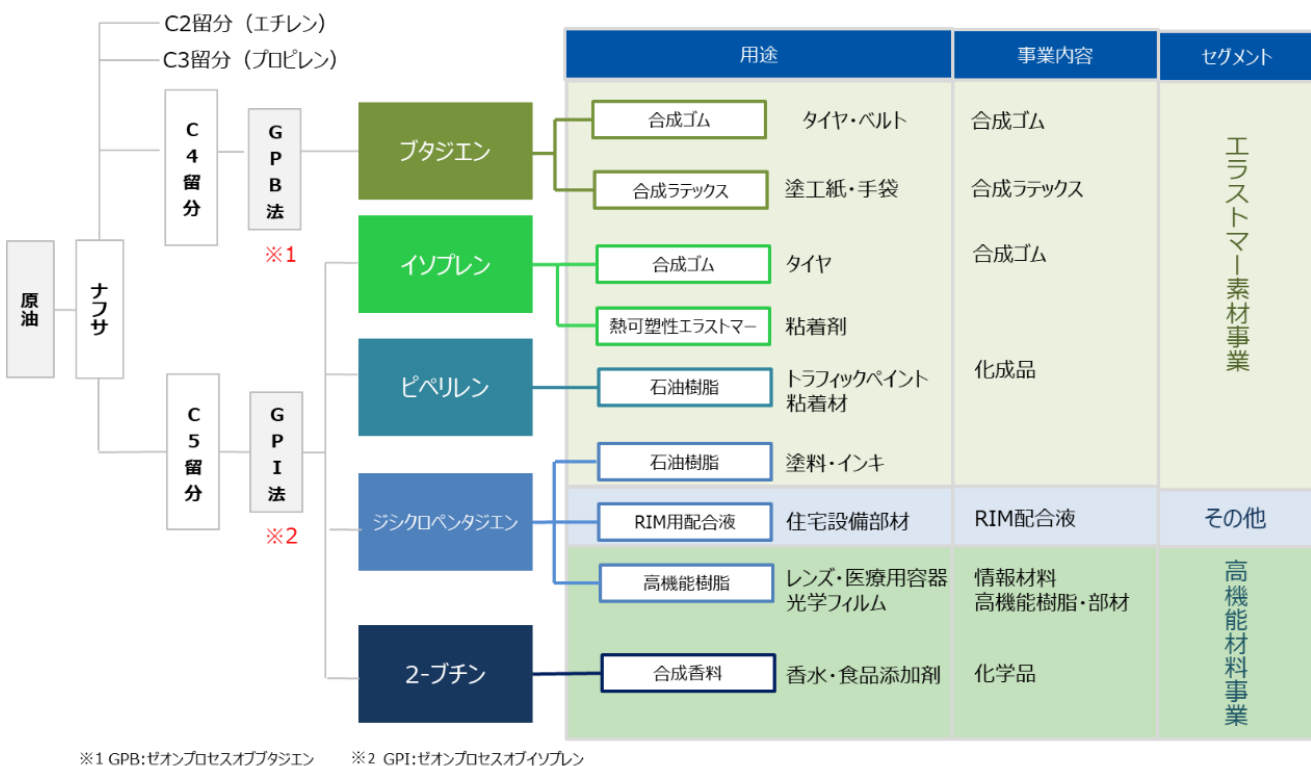 C2留分（エチレン）
C3留分（プロピレン）
用途
事業内容
セグメント
原油
ナフサ
C4留分
GPB法
※1
ブタジエン
合成ゴム
タイヤ・ベルト
合成ゴム
合成ラテックス
塗工紙・手袋
合成ラテックス
C5留分
GPI法
※2
イソプレン
合成ゴム
タイヤ
合成ゴム
熱可塑性エラストマー
粘着剤
ピペリレン
石油樹脂
トラフィックペイント
粘着材
化成品
エラストマー素材事業
ジシクロペンタジエン
石油樹脂
塗料・インキ
RIM用配合液
住宅設備部材
RIM配合液
その他
高機能樹脂
レンズ・医療用容器
光学フィルム
情報材料
高機能樹脂・部材
2-ブチン
合成香料
香水・食品添加剤
化学品
高機能材料事業
※1 GPB:ゼオンプロセスオブブタジエン
※2 GPI:ゼオンプロセスオブイソプレン